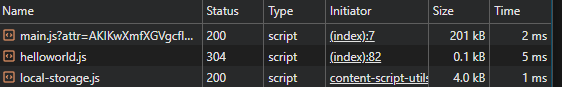 Name Status Type Initiator Size Time
main.js?attr=AKIKwXmfXGVgcfl... 200 script (index):7 201 kB 2 ms
helloworld.js 304 script (index):82 0.1 kB 5 ms
local-storage.js 200 script content-script-utils 4.0 kB 1 ms